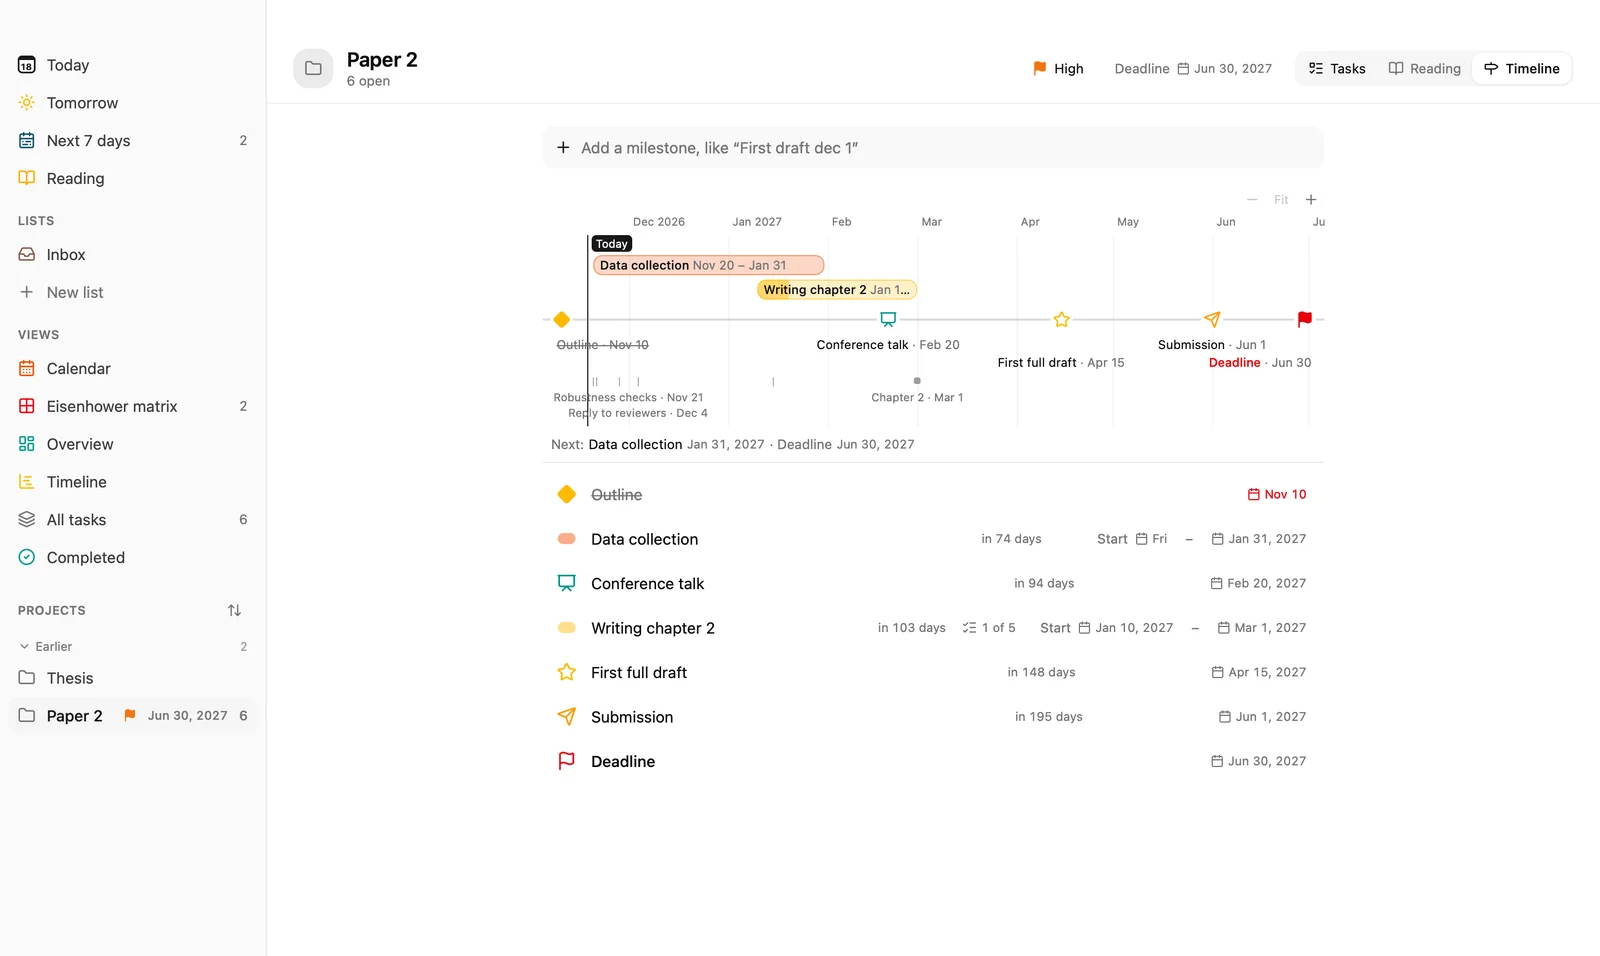 18 Today
Tomorrow
Next 7 days 2
Reading
LISTS
Inbox
New list
VIEWS
Calendar
Eisenhower matrix 2
Overview
Timeline
All tasks 6
Completed
PROJECTS
Earlier 2
Thesis
Paper 2 Jun 30, 2027 6
Paper 2
6 open
High Deadline Jun 30, 2027 Tasks Reading Timeline
+ Add a milestone, like “First draft dec 1”
— Fit +
Dec 2026 Jan 2027 Feb Mar Apr May Jun Ju
Today
Data collection Nov 20 – Jan 31
Writing chapter 2 Jan 1...
Outline · Nov 10 Conference talk · Feb 20 Submission · Jun 1
First full draft · Apr 15 Deadline · Jun 30
Robustness checks · Nov 21 Chapter 2 · Mar 1
Reply to reviewers · Dec 4
Next: Data collection Jan 31, 2027 · Deadline Jun 30, 2027
Outline Nov 10
Data collection in 74 days Start Fri – Jan 31, 2027
Conference talk in 94 days Feb 20, 2027
Writing chapter 2 in 103 days 1 of 5 Start Jan 10, 2027 – Mar 1, 2027
First full draft in 148 days Apr 15, 2027
Submission in 195 days Jun 1, 2027
Deadline Jun 30, 2027